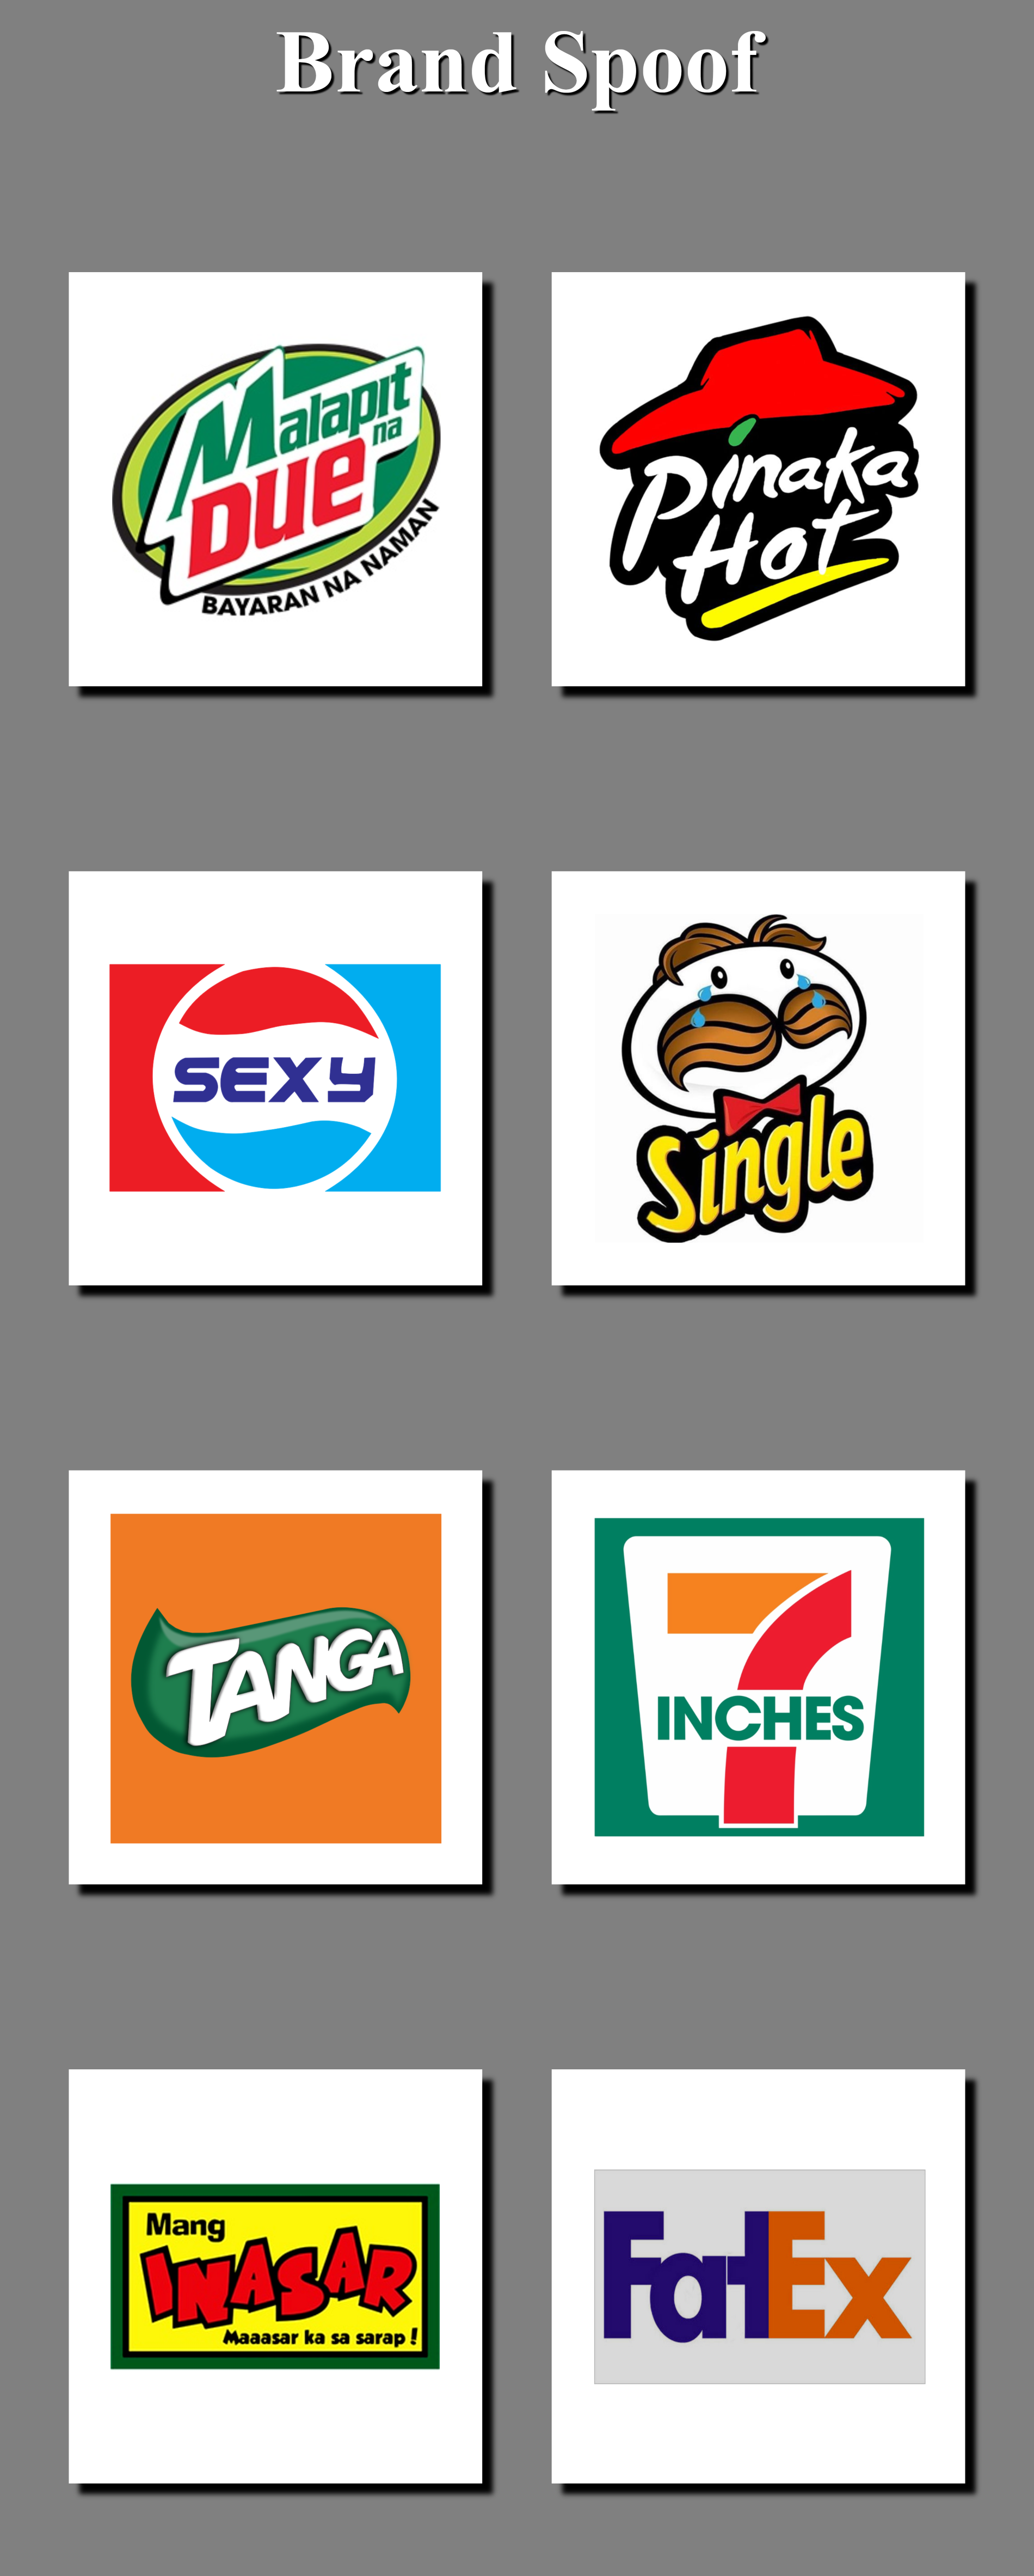 Brand Spoof
Malapit
na
Due
BAYARAN NA NAMAN
Pinaka
Hot
SEXY
Single
TANGA
7
INCHES
Mang
INASAR
Maaasar ka sa sarap!
FatEx